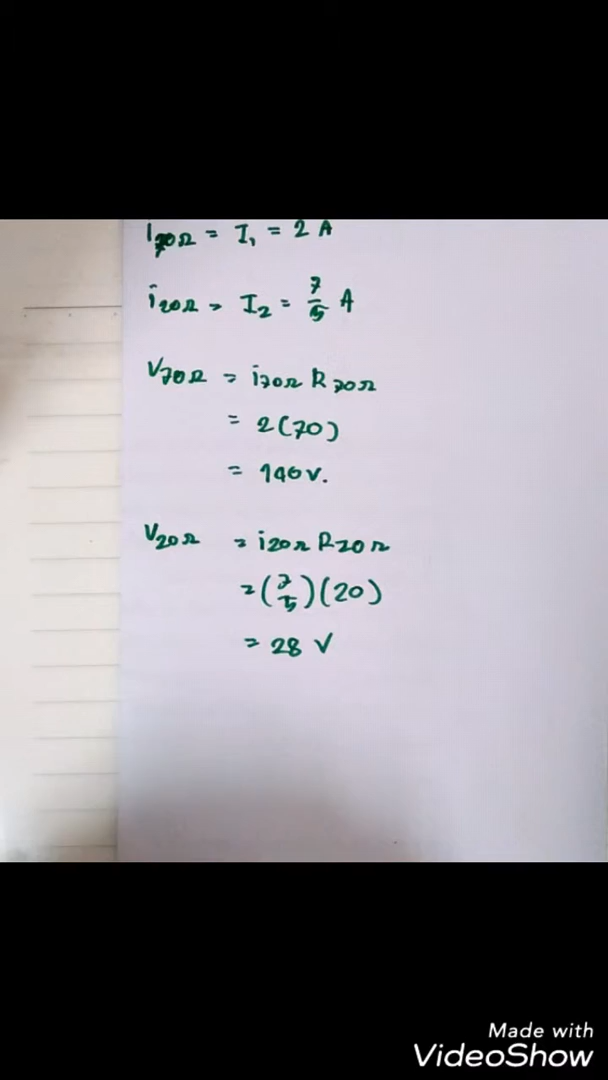 i70Ω = I₁ = 2 A
i20Ω = I₂ = 7/5 A
V70Ω = i70Ω R70Ω
= 2(70)
= 140V.
V20Ω = i20Ω R20Ω
= (7/5)(20)
= 28 V
Made with
VideoShow